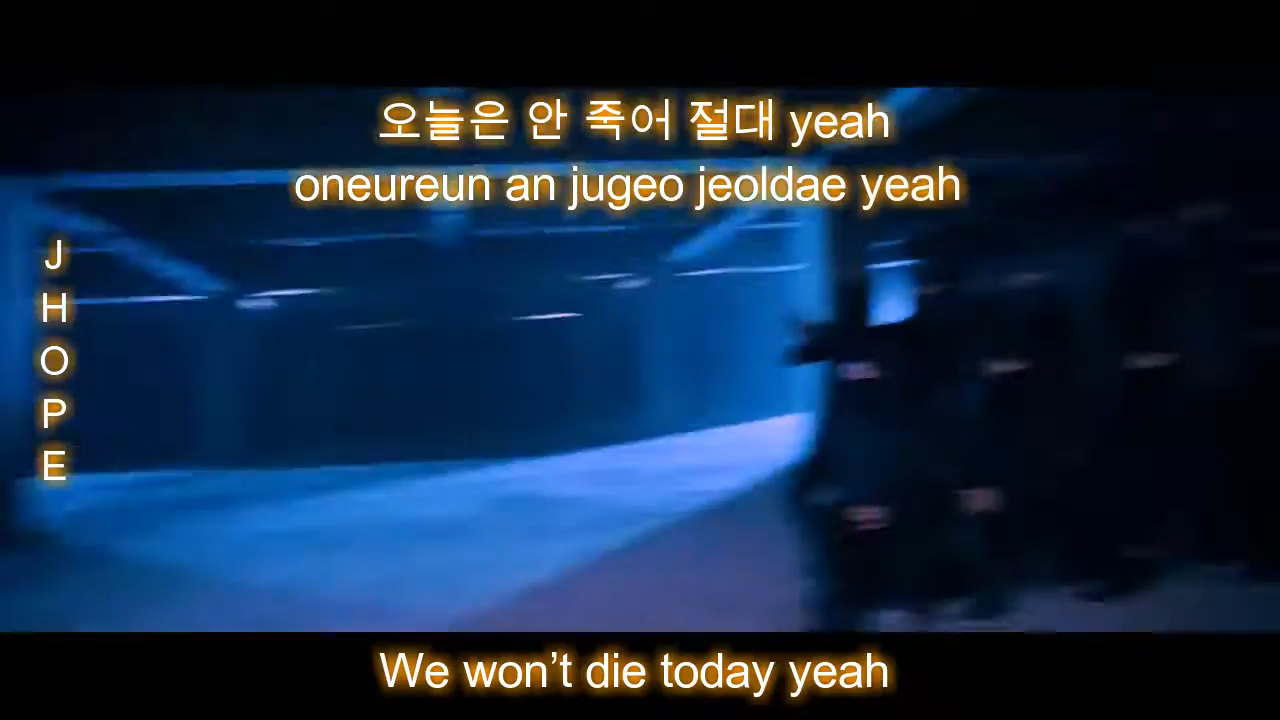 오늘은 안 죽어 절대 yeah
oneureun an jugeo jeoldae yeah
JHOPE
We won't die today yeah